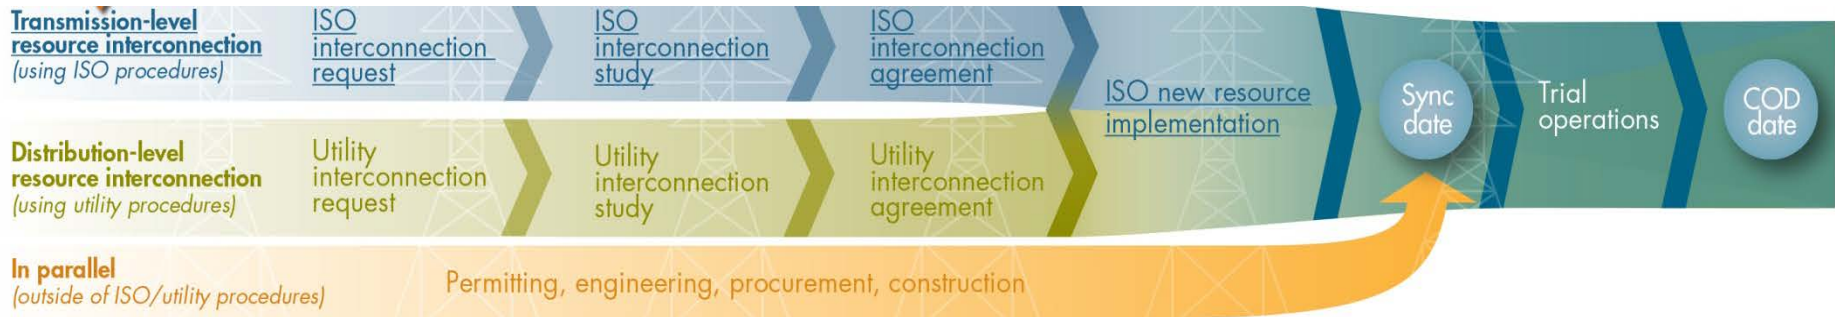 Transmission-level
resource interconnection
(using ISO procedures)
ISO
interconnection
request
ISO
interconnection
study
ISO
interconnection
agreement
ISO new resource
implementation
Sync
date
Trial
operations
COD
date
Distribution-level
resource interconnection
(using utility procedures)
Utility
interconnection
request
Utility
interconnection
study
Utility
interconnection
agreement
In parallel
(outside of ISO/utility procedures)
Permitting, engineering, procurement, construction